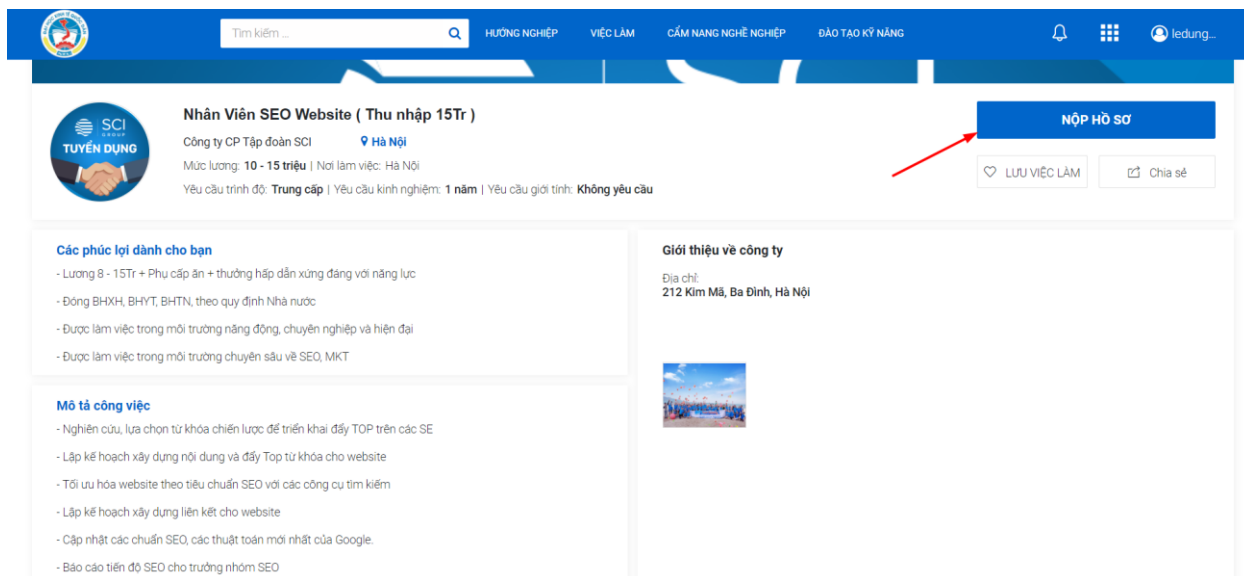 Tìm kiếm ...
HƯỚNG NGHIỆP
VIỆC LÀM
CẨM NANG NGHỀ NGHIỆP
ĐÀO TẠO KỸ NĂNG
ledung...
SCI
GROUP
TUYỂN DỤNG
Nhân Viên SEO Website ( Thu nhập 15Tr )
Công ty CP Tập đoàn SCI Hà Nội
Mức lương: 10 - 15 triệu | Nơi làm việc: Hà Nội
Yêu cầu trình độ: Trung cấp | Yêu cầu kinh nghiệm: 1 năm | Yêu cầu giới tính: Không yêu cầu
NỘP HỒ SƠ
LƯU VIỆC LÀM
Chia sẻ
Các phúc lợi dành cho bạn
- Lương 8 - 15Tr + Phụ cấp ăn + thưởng hấp dẫn xứng đáng với năng lực
- Đóng BHXH, BHYT, BHTN, theo quy định Nhà nước
- Được làm việc trong môi trường năng động, chuyên nghiệp và hiện đại
- Được làm việc trong môi trường chuyên sâu về SEO, MKT
Mô tả công việc
- Nghiên cứu, lựa chọn từ khóa chiến lược để triển khai đẩy TOP trên các SE
- Lập kế hoạch xây dựng nội dung và đẩy Top từ khóa cho website
- Tối ưu hóa website theo tiêu chuẩn SEO với các công cụ tìm kiếm
- Lập kế hoạch xây dựng liên kết cho website
- Cập nhật các chuẩn SEO, các thuật toán mới nhất của Google.
- Báo cáo tiến độ SEO cho trưởng nhóm SEO
Giới thiệu về công ty
Địa chỉ:
212 Kim Mã, Ba Đình, Hà Nội